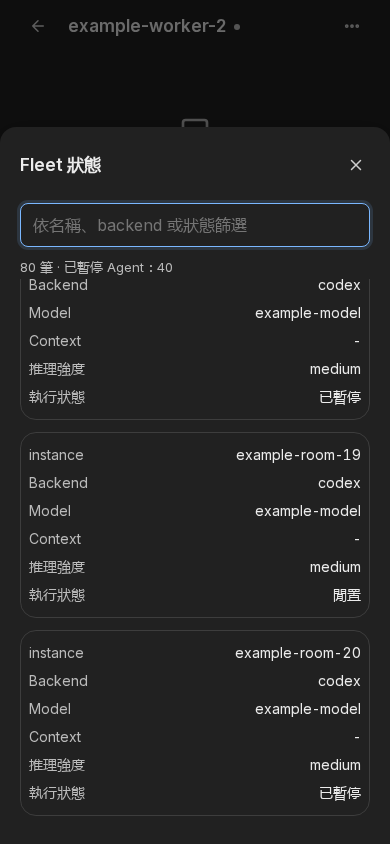 example-worker-2
Fleet 狀態
依名稱、backend 或狀態篩選
80 筆 · 已暫停 Agent：40
Backend codex
Model example-model
Context -
推理強度 medium
執行狀態 已暫停
instance example-room-19
Backend codex
Model example-model
Context -
推理強度 medium
執行狀態 閒置
instance example-room-20
Backend codex
Model example-model
Context -
推理強度 medium
執行狀態 已暫停